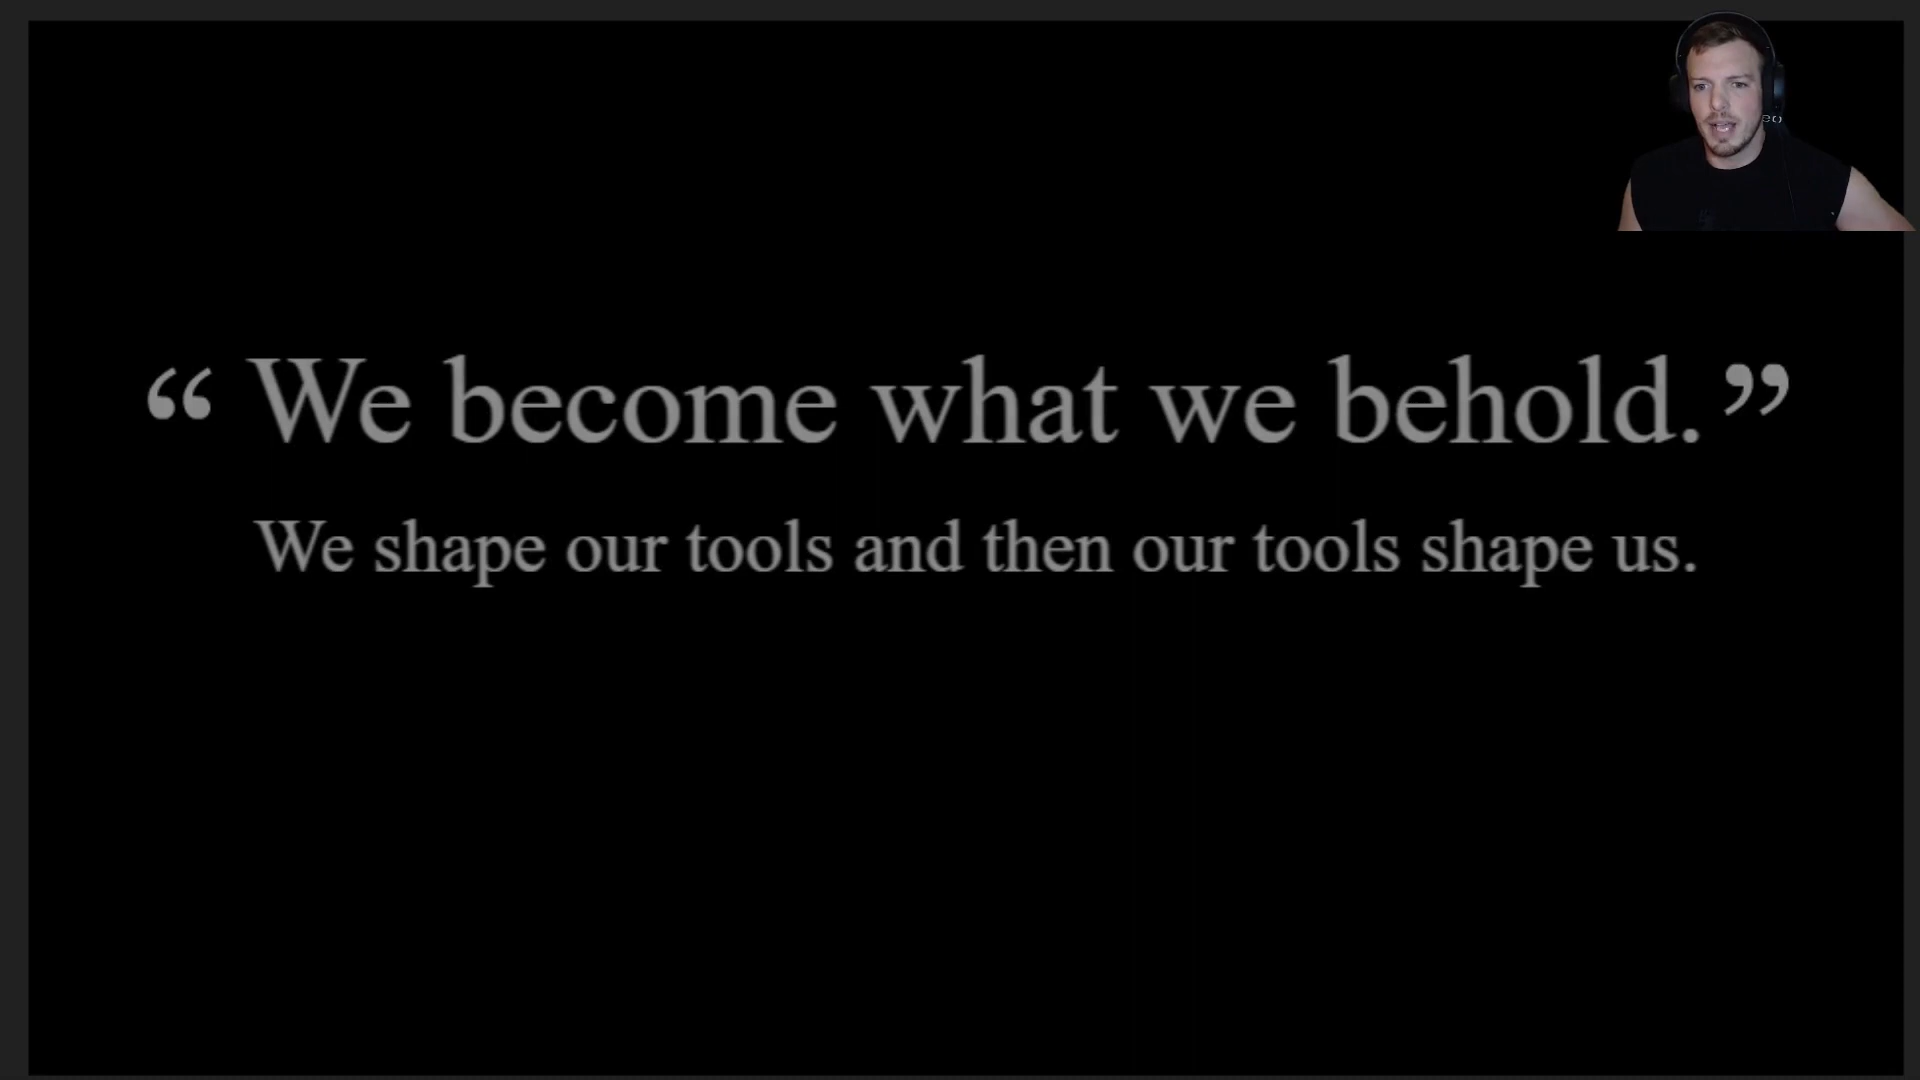 “ We become what we behold. ”
We shape our tools and then our tools shape us.